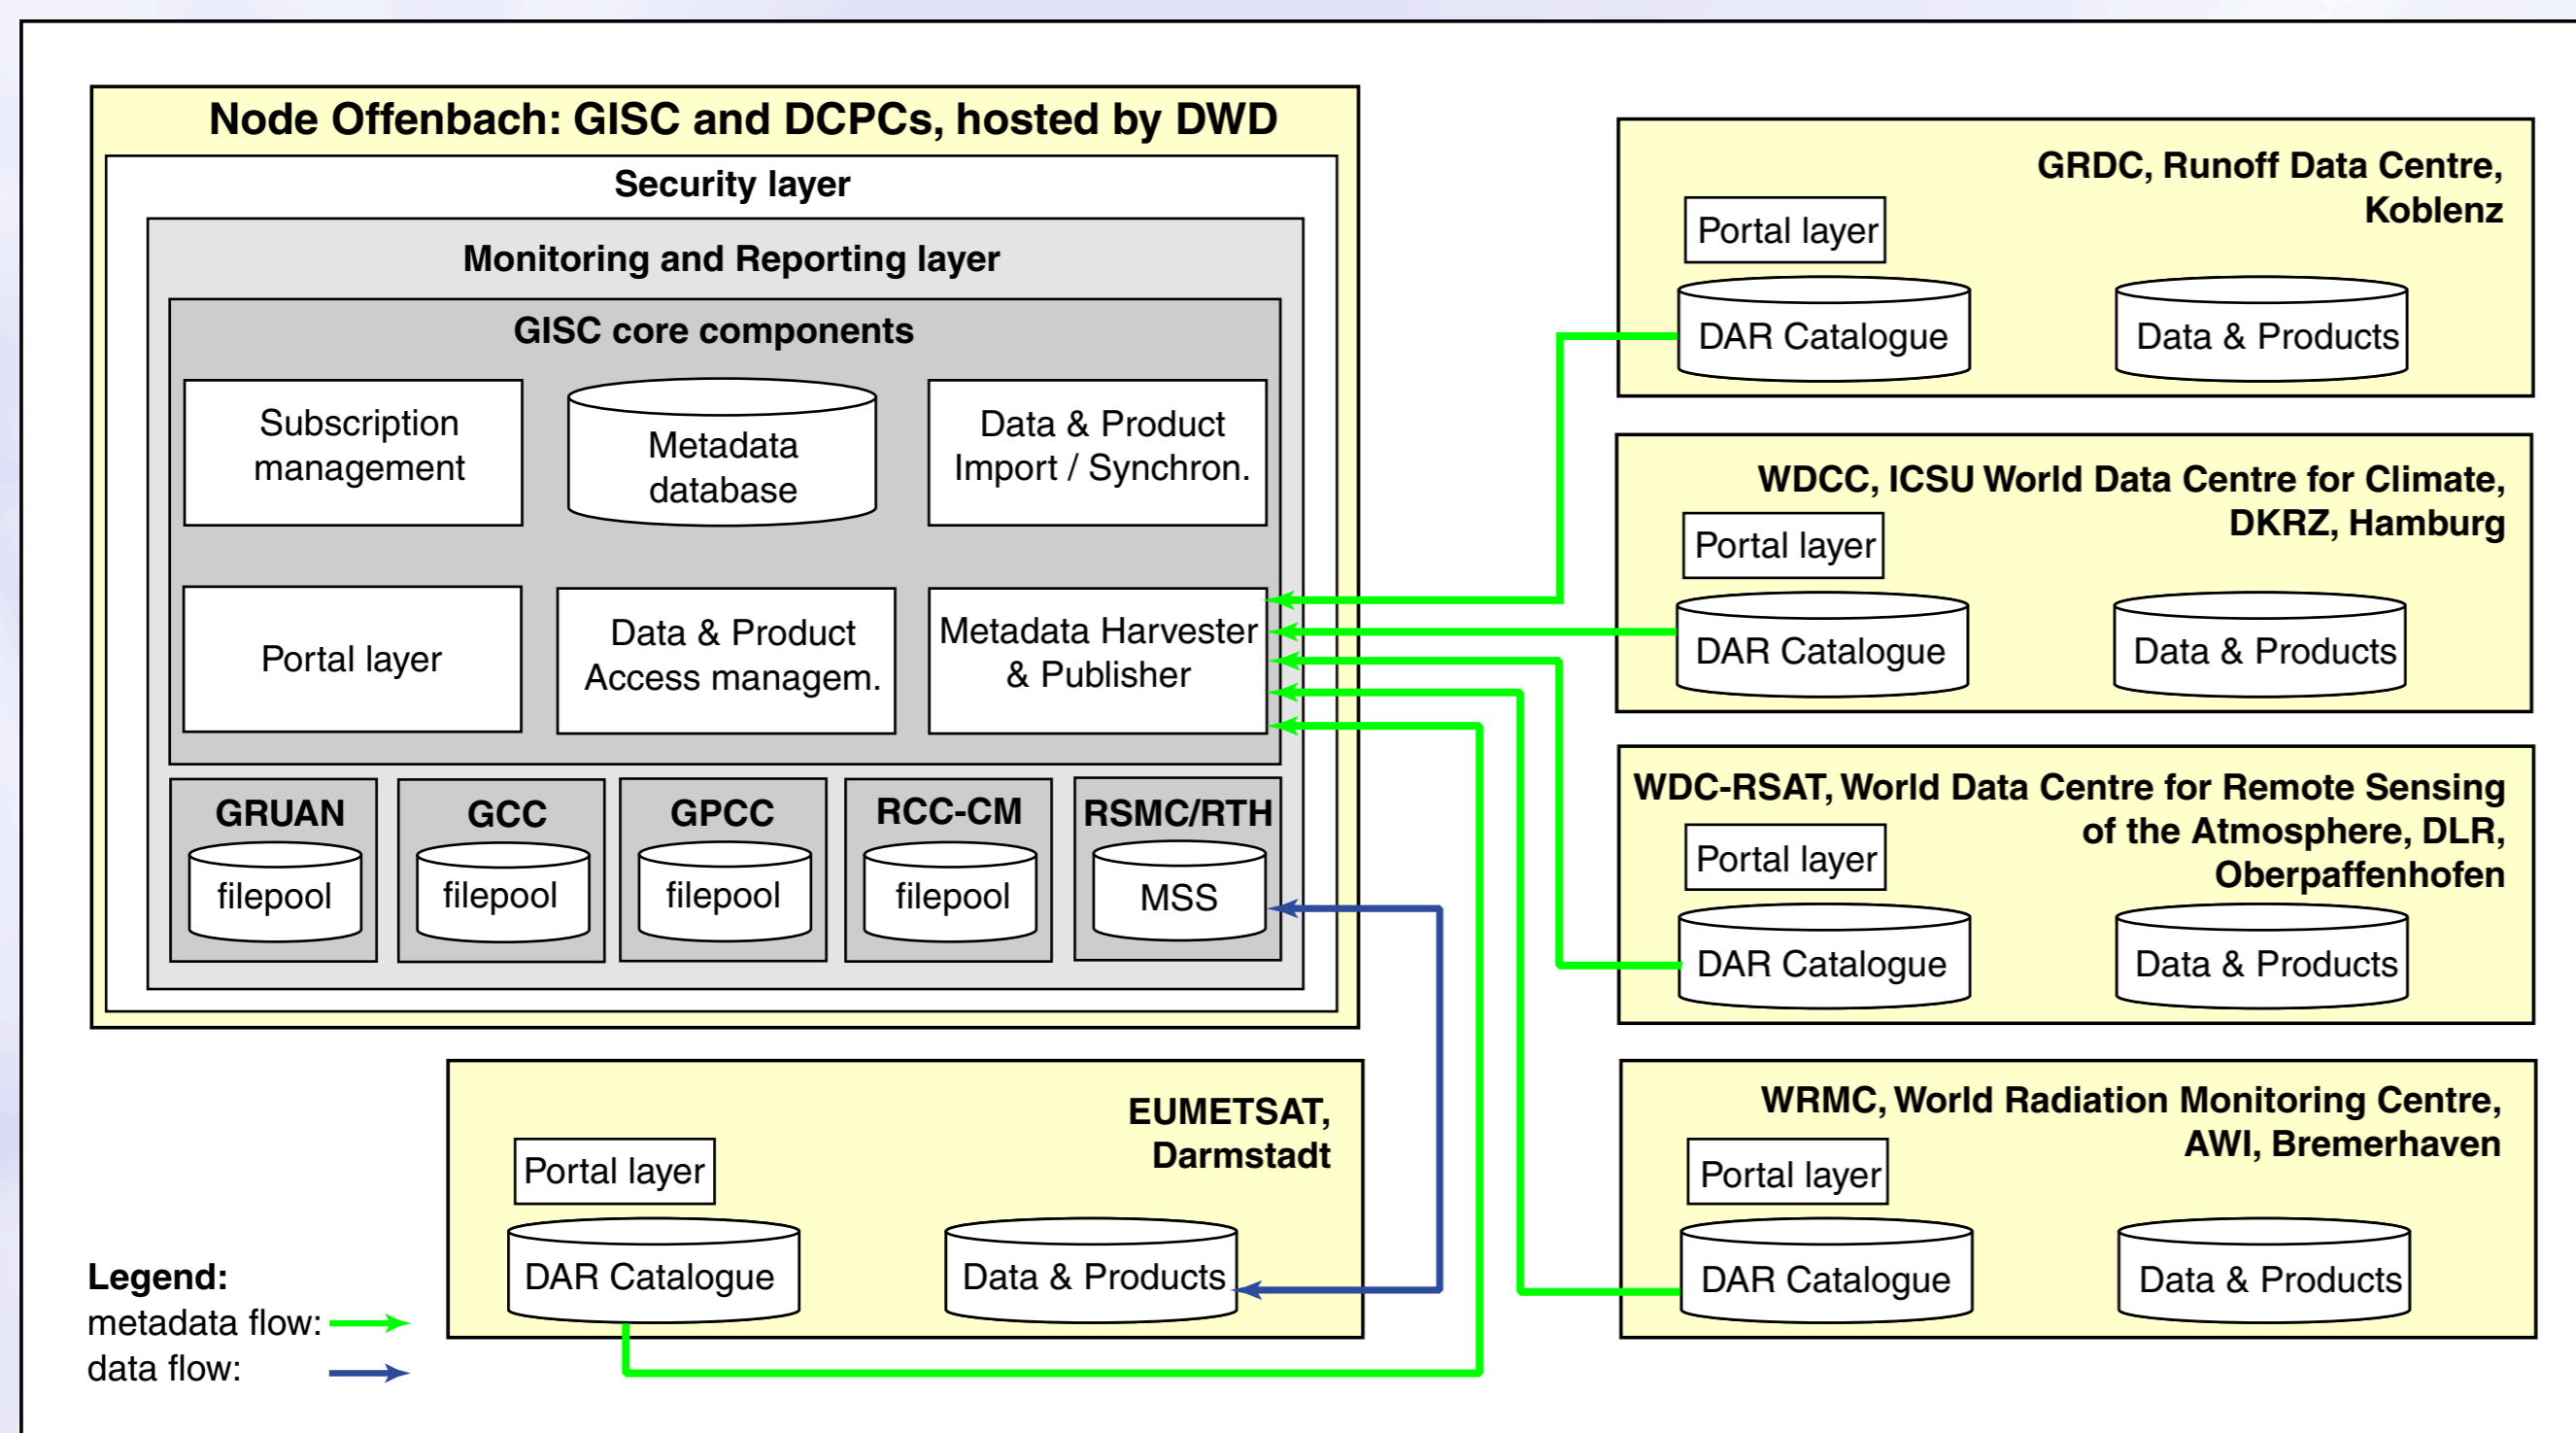 Node Offenbach: GISC and DCPCs, hosted by DWD
Security layer
Monitoring and Reporting layer
GISC core components
Subscription
management
Metadata
database
Data & Product
Import / Synchron.
Portal layer
Data & Product
Access managem.
Metadata Harvester
& Publisher
GRUAN
filepool
GCC
filepool
GPCC
filepool
RCC-CM
filepool
RSMC/RTH
MSS
GRDC, Runoff Data Centre,
Koblenz
Portal layer
DAR Catalogue
Data & Products
WDCC, ICSU World Data Centre for Climate,
DKRZ, Hamburg
Portal layer
DAR Catalogue
Data & Products
WDC-RSAT, World Data Centre for Remote Sensing
of the Atmosphere, DLR,
Oberpaffenhofen
Portal layer
DAR Catalogue
Data & Products
WRMC, World Radiation Monitoring Centre,
AWI, Bremerhaven
Portal layer
DAR Catalogue
Data & Products
EUMETSAT,
Darmstadt
Portal layer
DAR Catalogue
Data & Products
Legend:
metadata flow:
data flow: